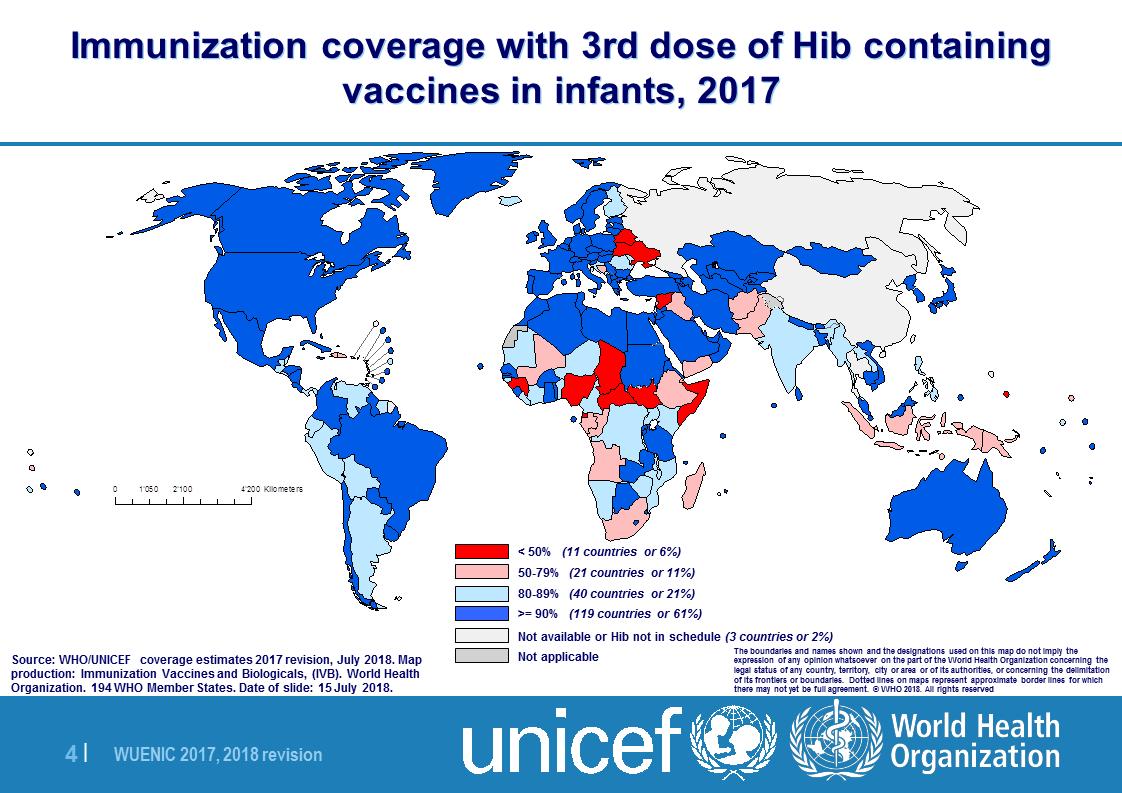 Immunization coverage with 3rd dose of Hib containing
vaccines in infants, 2017
0 1'050 2'100 4'200 Kilometers
< 50% (11 countries or 6%)
50-79% (21 countries or 11%)
80-89% (40 countries or 21%)
>= 90% (119 countries or 61%)
Not available or Hib not in schedule (3 countries or 2%)
Not applicable
Source: WHO/UNICEF coverage estimates 2017 revision, July 2018. Map
production: Immunization Vaccines and Biologicals, (IVB). World Health
Organization. 194 WHO Member States. Date of slide: 15 July 2018.
The boundaries and names shown and the designations used on this map do not imply the
expression of any opinion whatsoever on the part of the World Health Organization concerning the
legal status of any country, territory, city or area or of its authorities, or concerning the delimitation
of its frontiers or boundaries. Dotted lines on maps represent approximate border lines for which
there may not yet be full agreement. © WHO 2018. All rights reserved
4 | WUENIC 2017, 2018 revision
unicef
World Health
Organization